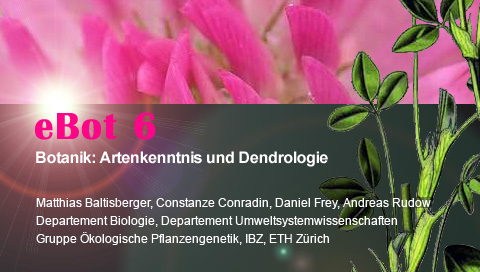 eBot 6
Botanik: Artenkenntnis und Dendrologie
Matthias Baltisberger, Constanze Conradin, Daniel Frey, Andreas Rudow
Departement Biologie, Departement Umweltsystemwissenschaften
Gruppe Ökologische Pflanzengenetik, IBZ, ETH Zürich